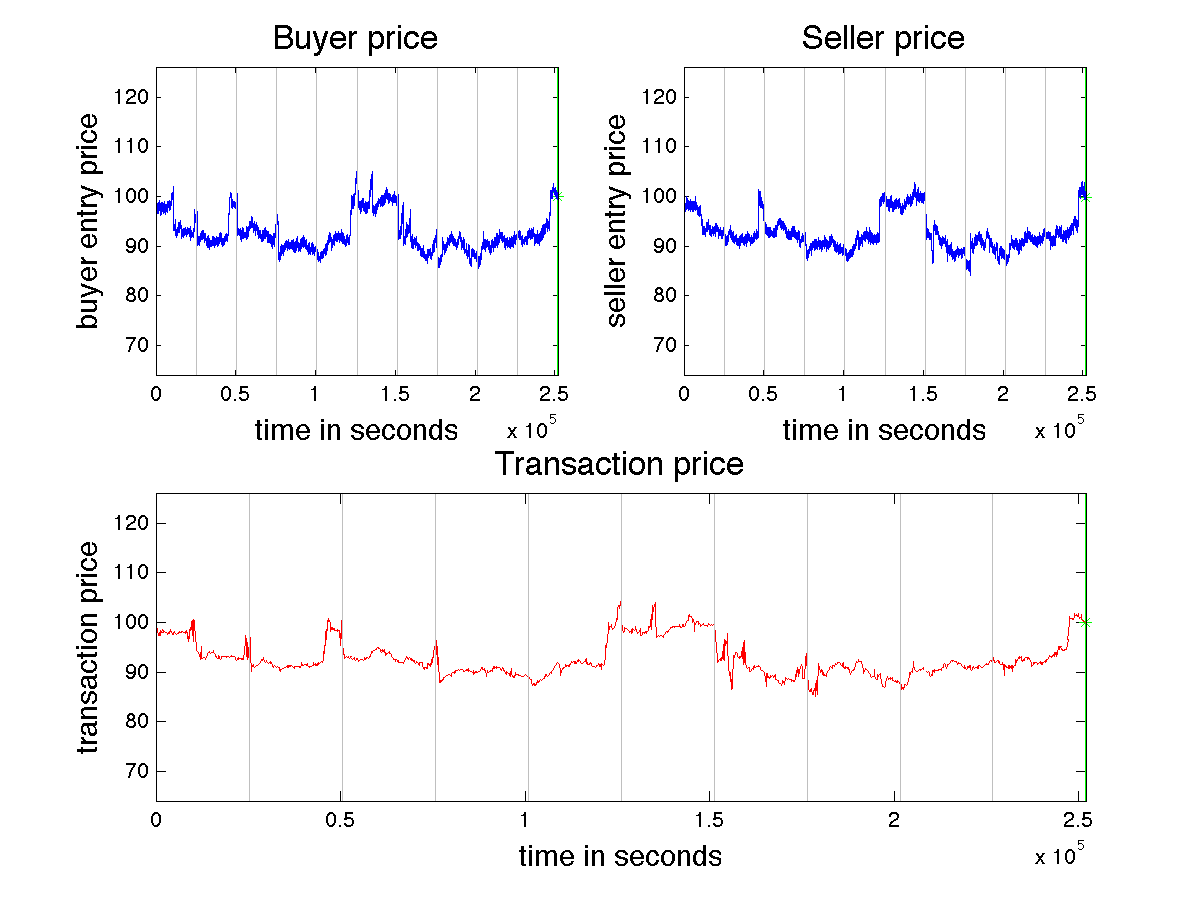 Buyer price
Seller price
buyer entry price
120
110
100
90
80
70
0 0.5 1 1.5 2 2.5
x 10^5
time in seconds
seller entry price
120
110
100
90
80
70
0 0.5 1 1.5 2 2.5
x 10^5
time in seconds
Transaction price
transaction price
120
110
100
90
80
70
0 0.5 1 1.5 2 2.5
x 10^5
time in seconds